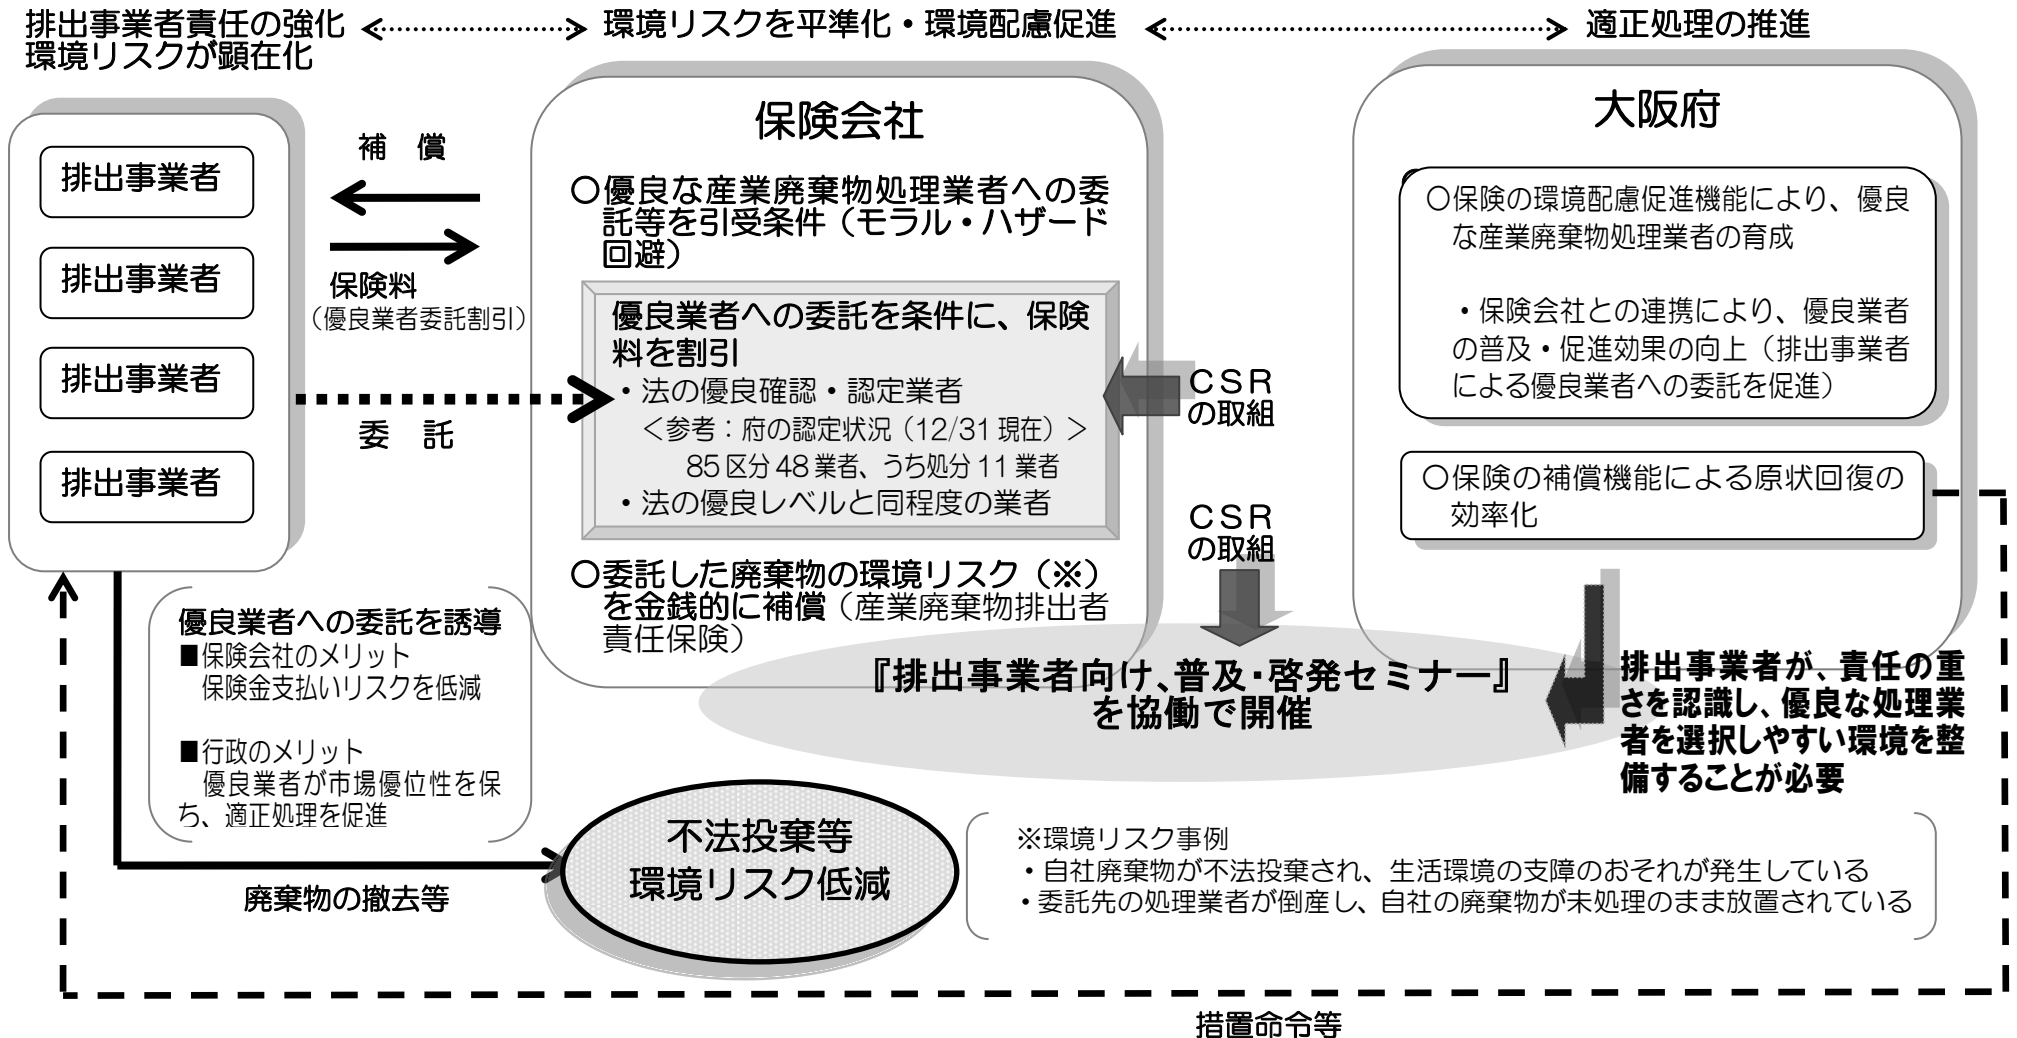 排出事業者責任の強化
環境リスクが顕在化
環境リスクを平準化・環境配慮促進
適正処理の推進
排出事業者
排出事業者
排出事業者
排出事業者
補　償
保険料
（優良業者委託割引）
委　託
保険会社
〇優良な産業廃棄物処理業者への委
託等を引受条件（モラル・ハザード
回避）
優良業者への委託を条件に、保険
料を割引
・法の優良確認・認定業者
＜参考：府の認定状況（12/31 現在）＞
85 区分 48 業者、うち処分 11 業者
・法の優良レベルと同程度の業者
〇委託した廃棄物の環境リスク（※）
を金銭的に補償（産業廃棄物排出者
責任保険）
ＣＳＲ
の取組
ＣＳＲ
の取組
大阪府
〇保険の環境配慮促進機能により、優良
な産業廃棄物処理業者の育成
・保険会社との連携により、優良業者
の普及・促進効果の向上（排出事業者
による優良業者への委託を促進）
〇保険の補償機能による原状回復の
効率化
優良業者への委託を誘導
■保険会社のメリット
保険金支払いリスクを低減
■行政のメリット
優良業者が市場優位性を保
ち、適正処理を促進
『排出事業者向け、普及・啓発セミナー』
を協働で開催
排出事業者が、責任の重
さを認識し、優良な処理業
者を選択しやすい環境を整
備することが必要
不法投棄等
環境リスク低減
廃棄物の撤去等
※環境リスク事例
・自社廃棄物が不法投棄され、生活環境の支障のおそれが発生している
・委託先の処理業者が倒産し、自社の廃棄物が未処理のまま放置されている
措置命令等